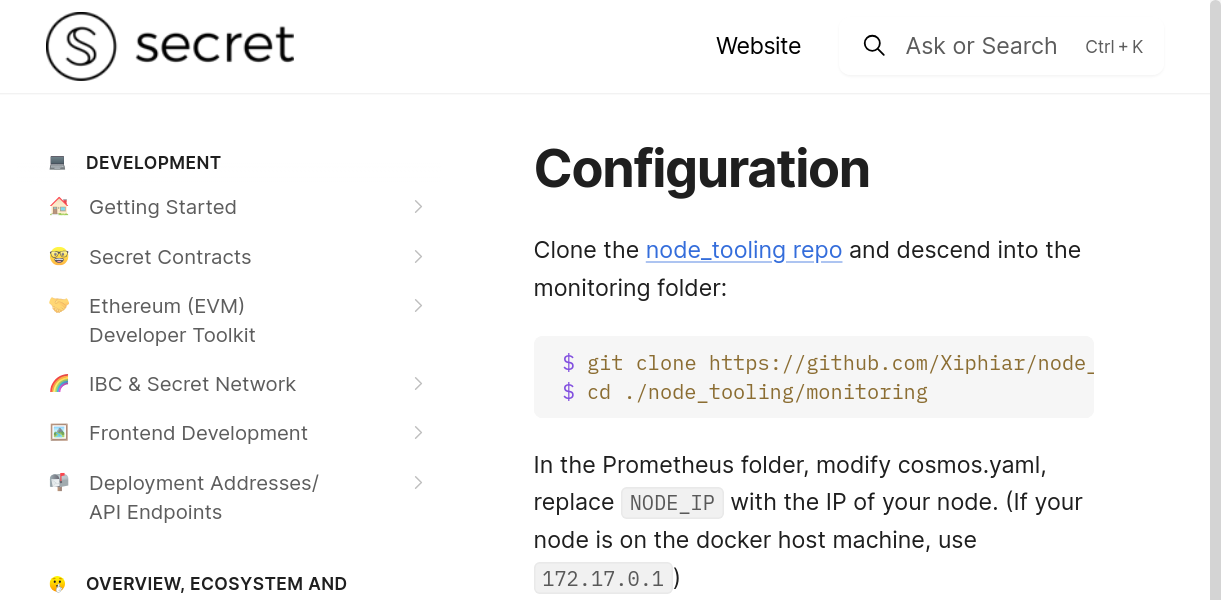 secret
Website
Ask or Search
Ctrl + K
DEVELOPMENT
Getting Started
Secret Contracts
Ethereum (EVM)
Developer Toolkit
IBC & Secret Network
Frontend Development
Deployment Addresses/
API Endpoints
OVERVIEW, ECOSYSTEM AND
Configuration
Clone the node_tooling repo and descend into the
monitoring folder:
$ git clone https://github.com/Xiphiar/node_
$ cd ./node_tooling/monitoring
In the Prometheus folder, modify cosmos.yaml,
replace NODE_IP with the IP of your node. (If your
node is on the docker host machine, use
172.17.0.1 )